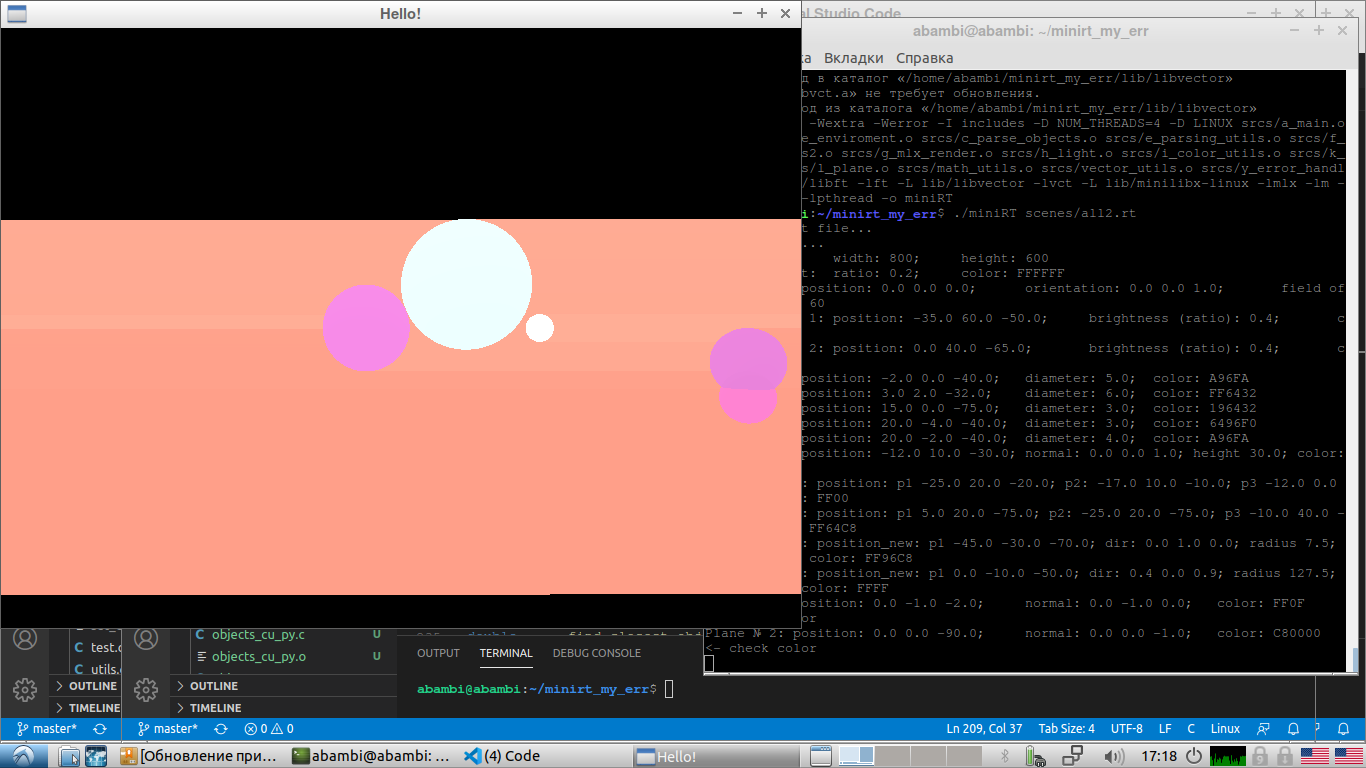 Hello!
al Studio Code
abambi@abambi: ~/minirt_my_err
ка Вкладки Справка
д в каталог «/home/abambi/minirt_my_err/lib/libvector»
bvct.a» не требует обновления.
од из каталога «/home/abambi/minirt_my_err/lib/libvector»
-Wextra -Werror -I includes -D NUM_THREADS=4 -D LINUX srcs/a_main.o
e_enviroment.o srcs/c_parse_objects.o srcs/e_parsing_utils.o srcs/f_
s2.o srcs/g_mlx_render.o srcs/h_light.o srcs/i_color_utils.o srcs/k_
s/l_plane.o srcs/math_utils.o srcs/vector_utils.o srcs/y_error_handl
/libft -lft -L lib/libvector -lvct -L lib/minilibx-linux -lmlx -lm -
-lpthread -o miniRT
i:~/minirt_my_err$ ./miniRT scenes/all2.rt
t file...
...
width: 800; height: 600
t: ratio: 0.2; color: FFFFFF
position: 0.0 0.0 0.0; orientation: 0.0 0.0 1.0; field of
60
1: position: -35.0 60.0 -50.0; brightness (ratio): 0.4; c
2: position: 0.0 40.0 -65.0; brightness (ratio): 0.4; c
position: -2.0 0.0 -40.0; diameter: 5.0; color: A96FA
position: 3.0 2.0 -32.0; diameter: 6.0; color: FF6432
position: 15.0 0.0 -75.0; diameter: 3.0; color: 196432
position: 20.0 -4.0 -40.0; diameter: 3.0; color: 6496F0
position: 20.0 -2.0 -40.0; diameter: 4.0; color: A96FA
position: -12.0 10.0 -30.0; normal: 0.0 0.0 1.0; height 30.0; color:
: position: p1 -25.0 20.0 -20.0; p2: -17.0 10.0 -10.0; p3 -12.0 0.0
: FF00
: position: p1 5.0 20.0 -75.0; p2: -25.0 20.0 -75.0; p3 -10.0 40.0 -
FF64C8
: position_new: p1 -45.0 -30.0 -70.0; dir: 0.0 1.0 0.0; radius 7.5;
color: FF96C8
: position_new: p1 0.0 -10.0 -50.0; dir: 0.4 0.0 0.9; radius 127.5;
color: FFFF
osition: 0.0 -1.0 -2.0; normal: 0.0 -1.0 0.0; color: FF0F
or
Plane № 2: position: 0.0 0.0 -90.0; normal: 0.0 0.0 -1.0; color: C80000
<- check color
test.c
utils.
OUTLINE
TIMELINE
C objects_cu_py.c U
objects_cu_py.o U
OUTLINE
TIMELINE
double
OUTPUT TERMINAL DEBUG CONSOLE
abambi@abambi:~/minirt_my_err$
master* master* 0 0 Ln 209, Col 37 Tab Size: 4 UTF-8 LF C Linux
[Обновление при... abambi@abambi: ... (4) Code Hello! 17:18